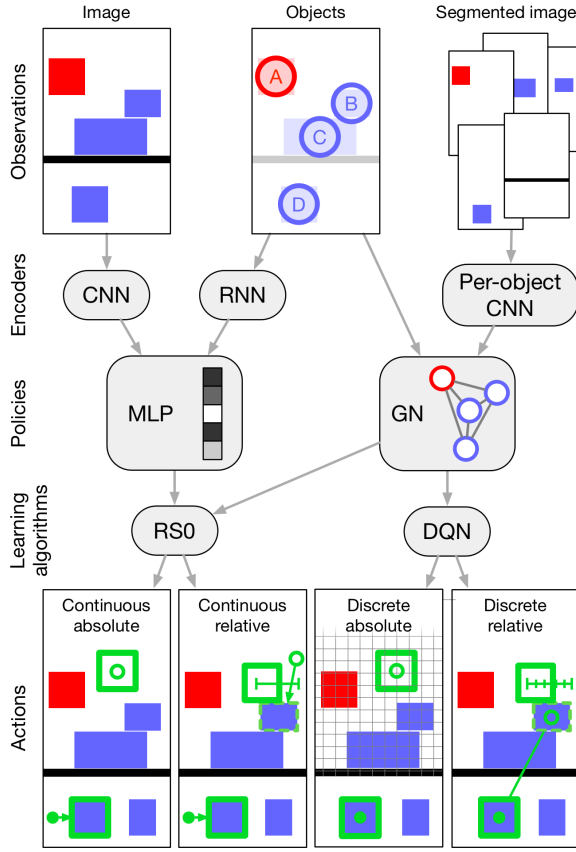 Image
Objects
Segmented image
Observations
A
B
C
D
Encoders
CNN
RNN
Per-object
CNN
Policies
MLP
GN
Learning
algorithms
RS0
DQN
Actions
Continuous
absolute
Continuous
relative
Discrete
absolute
Discrete
relative